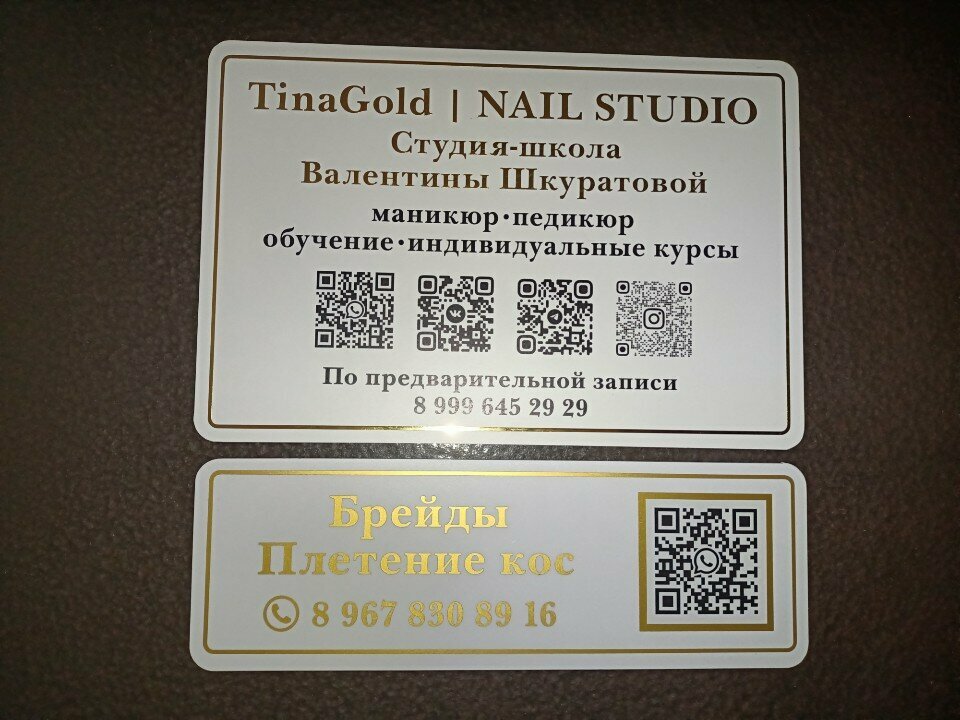 TinaGold | NAIL STUDIO
Студия-школа
Валентины Шкуратовой
маникюр•педикюр
обучение•индивидуальные курсы
По предварительной записи
8 999 645 29 29
Брейды
Плетение кос
8 967 830 89 16